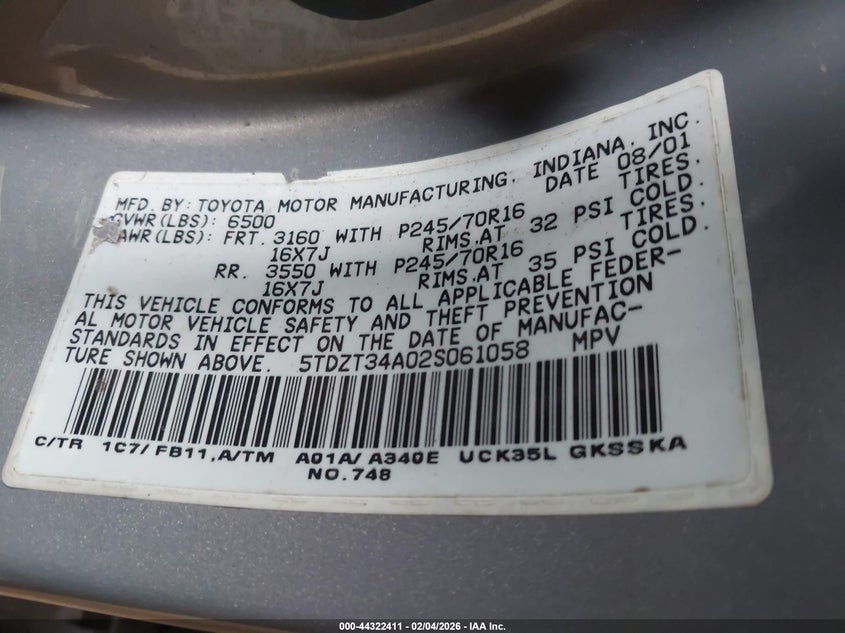 MFD. BY: TOYOTA MOTOR MANUFACTURING, INDIANA, INC.
GVWR(LBS): 6500 DATE 08/01
AWR(LBS): FRT. 3160 WITH P245/70R16 TIRES,
16X7J RIMS,AT 32 PSI COLD.
RR. 3550 WITH P245/70R16 TIRES,
16X7J RIMS,AT 35 PSI COLD.
THIS VEHICLE CONFORMS TO ALL APPLICABLE FEDER-
AL MOTOR VEHICLE SAFETY AND THEFT PREVENTION
STANDARDS IN EFFECT ON THE DATE OF MANUFAC-
TURE SHOWN ABOVE. 5TDZT34A02S061058 MPV
C/TR 1C7/FB11,A/TM A01A/A340E UCK35L GKSSKA
NO.748
000-44322411 — 02/04/2026 — IAA Inc.